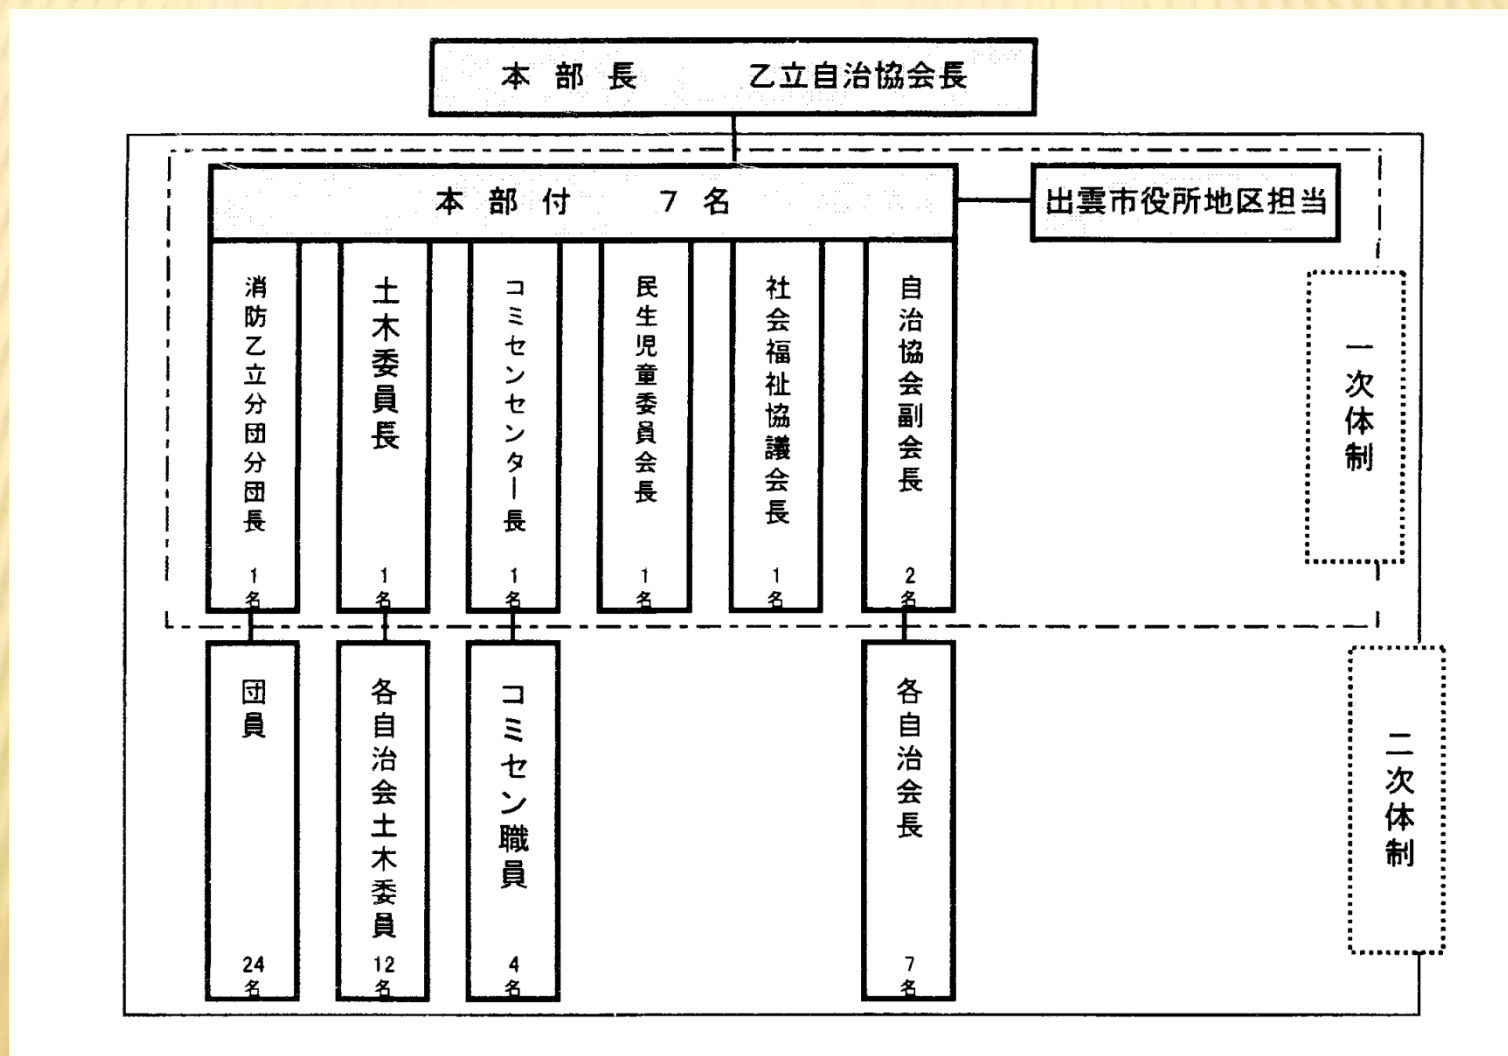 本部長 乙立自治協会長
本部付 7名
出雲市役所地区担当
消防乙立分団分団長 1名
土木委員長 1名
コミセンセンター長 1名
民生児童委員会長 1名
社会福祉協議会長 1名
自治協会副会長 2名
一次体制
団員 24名
各自治会土木委員 12名
コミセン職員 4名
各自治会長 7名
二次体制